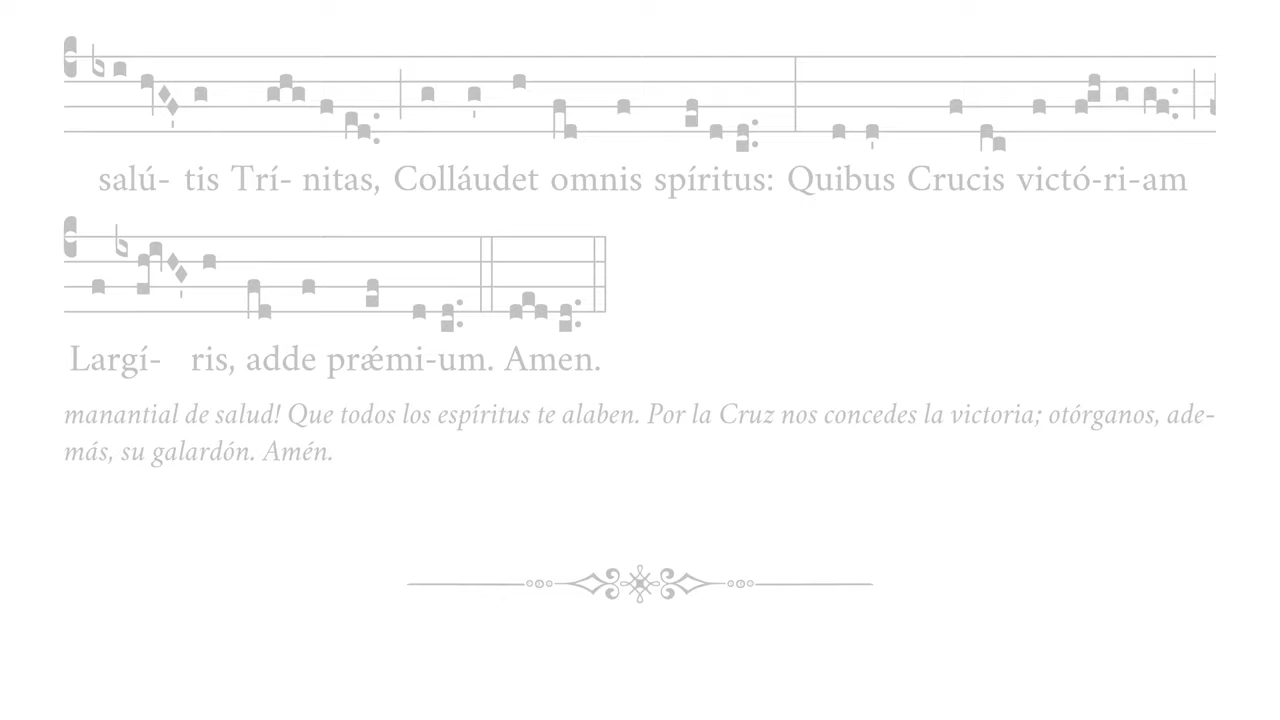 salú- tis Trí- nitas, Colláudet omnis spíritus: Quibus Crucis victó-ri-am
Largí- ris, adde prǽmi-um. Amen.
manantial de salud! Que todos los espíritus te alaben. Por la Cruz nos concedes la victoria; otórganos, ade-
más, su galardón. Amén.